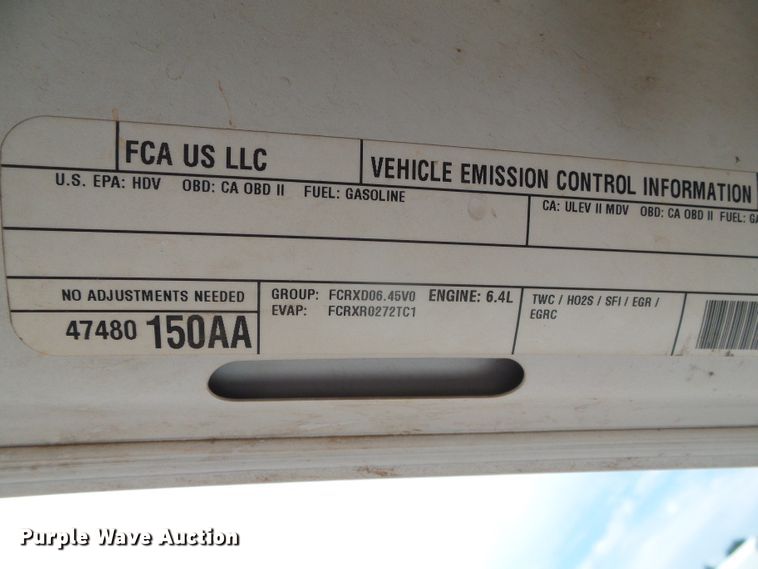 FCA US LLC
VEHICLE EMISSION CONTROL INFORMATION
U.S. EPA: HDV OBD: CA OBD II FUEL: GASOLINE
CA: ULEV II MDV OBD: CA OBD II FUEL:
NO ADJUSTMENTS NEEDED
47480 150AA
GROUP: FCRXD06.45V0 ENGINE: 6.4L
EVAP: FCRXR0272TC1
TWC / HO2S / SFI / EGR /
EGRC
Purple Wave Auction